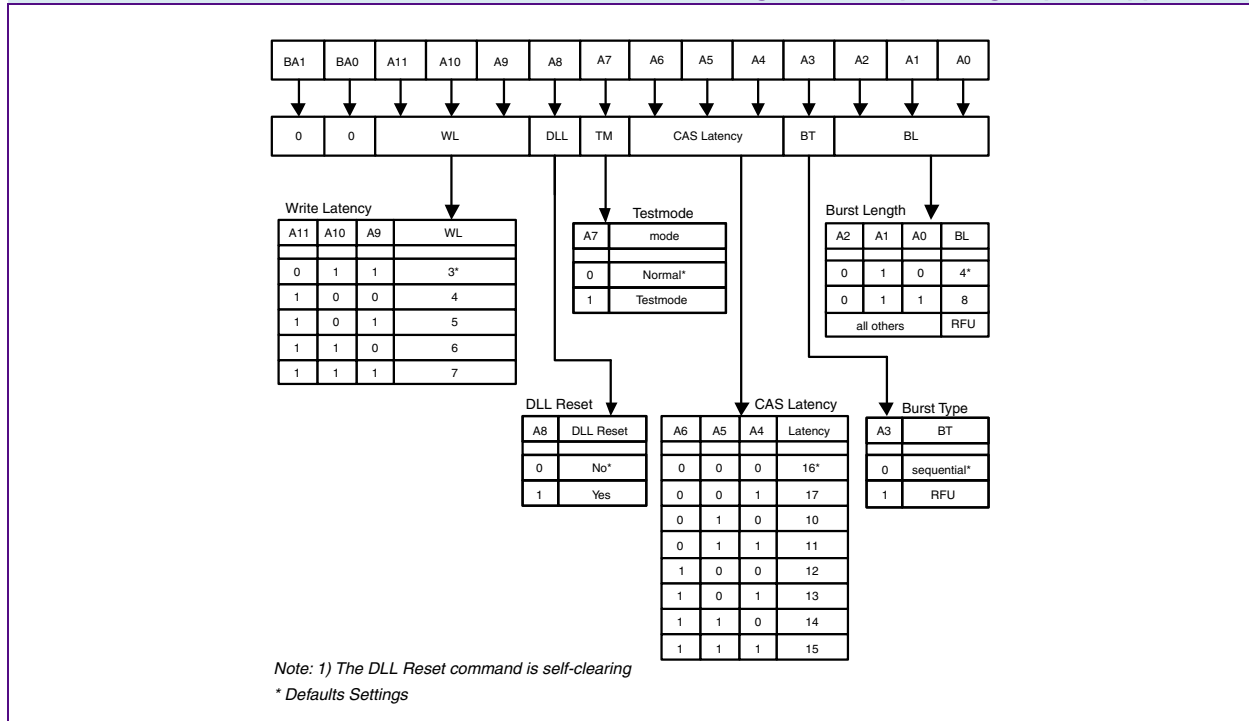 BA1 BA0 A11 A10 A9 A8 A7 A6 A5 A4 A3 A2 A1 A0
0 0 WL DLL TM CAS Latency BT BL
Write Latency
A11 A10 A9 WL
0 1 1 3*
1 0 0 4
1 0 1 5
1 1 0 6
1 1 1 7
Testmode
A7 mode
0 Normal*
1 Testmode
Burst Length
A2 A1 A0 BL
0 1 0 4*
0 1 1 8
all others RFU
DLL Reset
A8 DLL Reset
0 No*
1 Yes
CAS Latency
A6 A5 A4 Latency
0 0 0 16*
0 0 1 17
0 1 0 10
0 1 1 11
1 0 0 12
1 0 1 13
1 1 0 14
1 1 1 15
Burst Type
A3 BT
0 sequential*
1 RFU
Note: 1) The DLL Reset command is self-clearing
* Defaults Settings